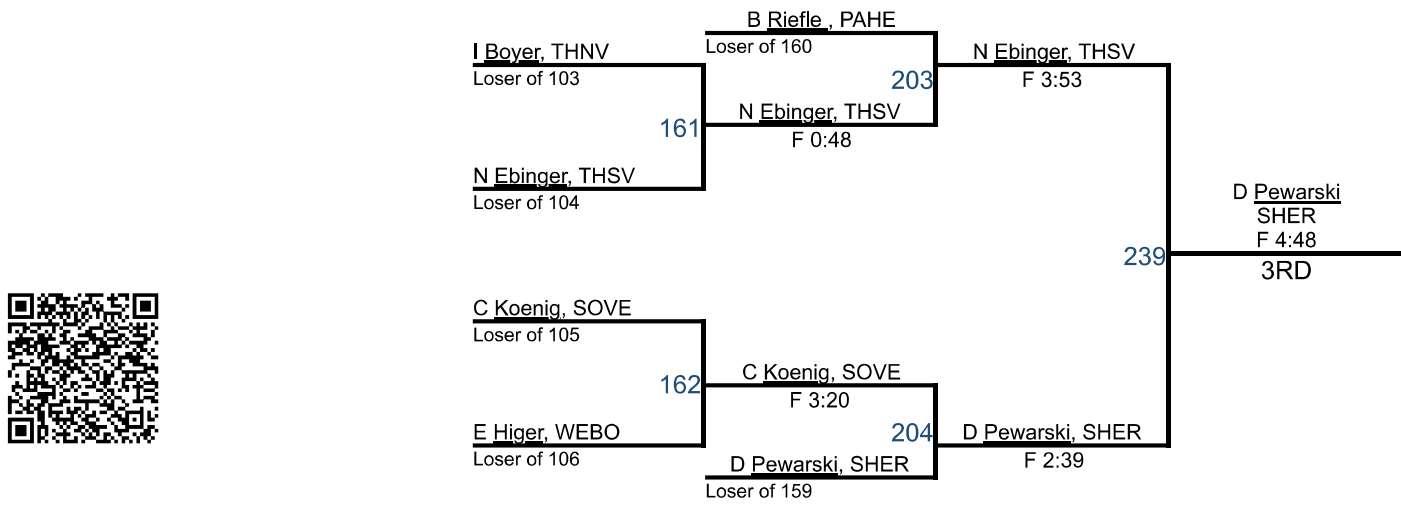 B Riefle , PAHE
Loser of 160
I Boyer, THNV
Loser of 103
N Ebinger, THSV
F 3:53
203
N Ebinger, THSV
F 0:48
161
N Ebinger, THSV
Loser of 104
D Pewarski
SHER
F 4:48
3RD
239
C Koenig, SOVE
Loser of 105
162
C Koenig, SOVE
F 3:20
E Higer, WEBO
Loser of 106
204
D Pewarski, SHER
F 2:39
D Pewarski, SHER
Loser of 159